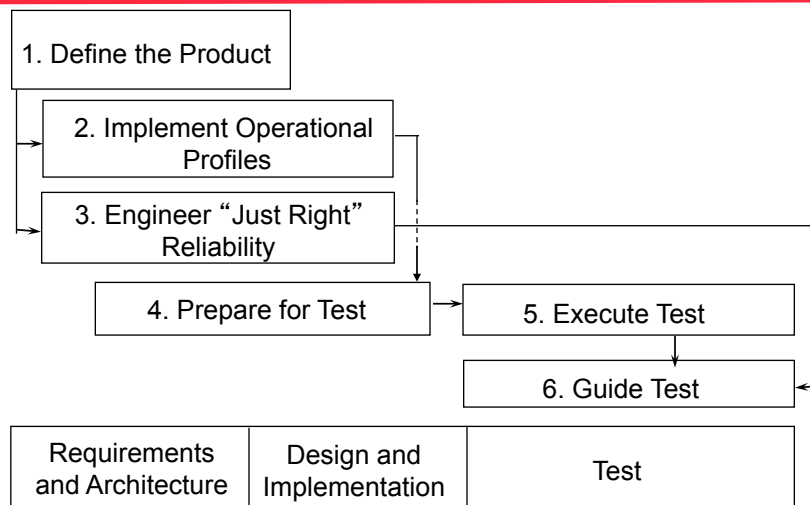 1. Define the Product
2. Implement Operational
Profiles
3. Engineer “Just Right”
Reliability
4. Prepare for Test
5. Execute Test
6. Guide Test
Requirements
and Architecture
Design and
Implementation
Test